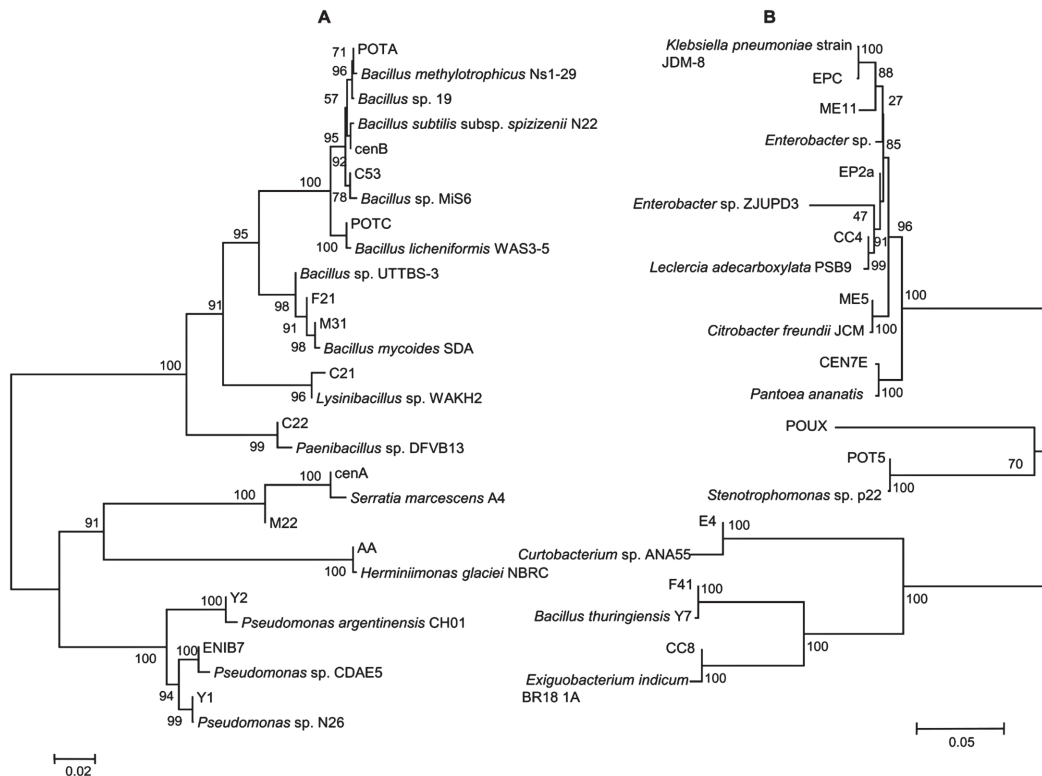 A
71
POTA
96
Bacillus methylotrophicus Ns1-29
57
Bacillus sp. 19
Bacillus subtilis subsp. spizizenii N22
95
cenB
92
C53
100
78
Bacillus sp. MiS6
POTC
95
100
Bacillus licheniformis WAS3-5
Bacillus sp. UTTBS-3
98
F21
91
91
M31
98
Bacillus mycoides SDA
100
C21
96
Lysinibacillus sp. WAKH2
C22
99
Paenibacillus sp. DFVB13
100
cenA
100
Serratia marcescens A4
91
M22
AA
100
Herminiimonas glaciei NBRC
100
Y2
Pseudomonas argentinensis CH01
100
100
ENIB7
Pseudomonas sp. CDAE5
94
Y1
99
Pseudomonas sp. N26
0.02
B
Klebsiella pneumoniae strain
JDM-8
100
EPC
88
ME11
27
Enterobacter sp.
85
EP2a
Enterobacter sp. ZJUPD3
47
96
CC4
91
Leclercia adecarboxylata PSB9
99
ME5
100
Citrobacter freundii JCM
100
CEN7E
Pantoea ananatis
100
POUX
POT5
70
Stenotrophomonas sp. p22
100
E4
100
Curtobacterium sp. ANA55
F41
100
100
Bacillus thuringiensis Y7
100
CC8
Exiguobacterium indicum
BR18 1A
100
0.05